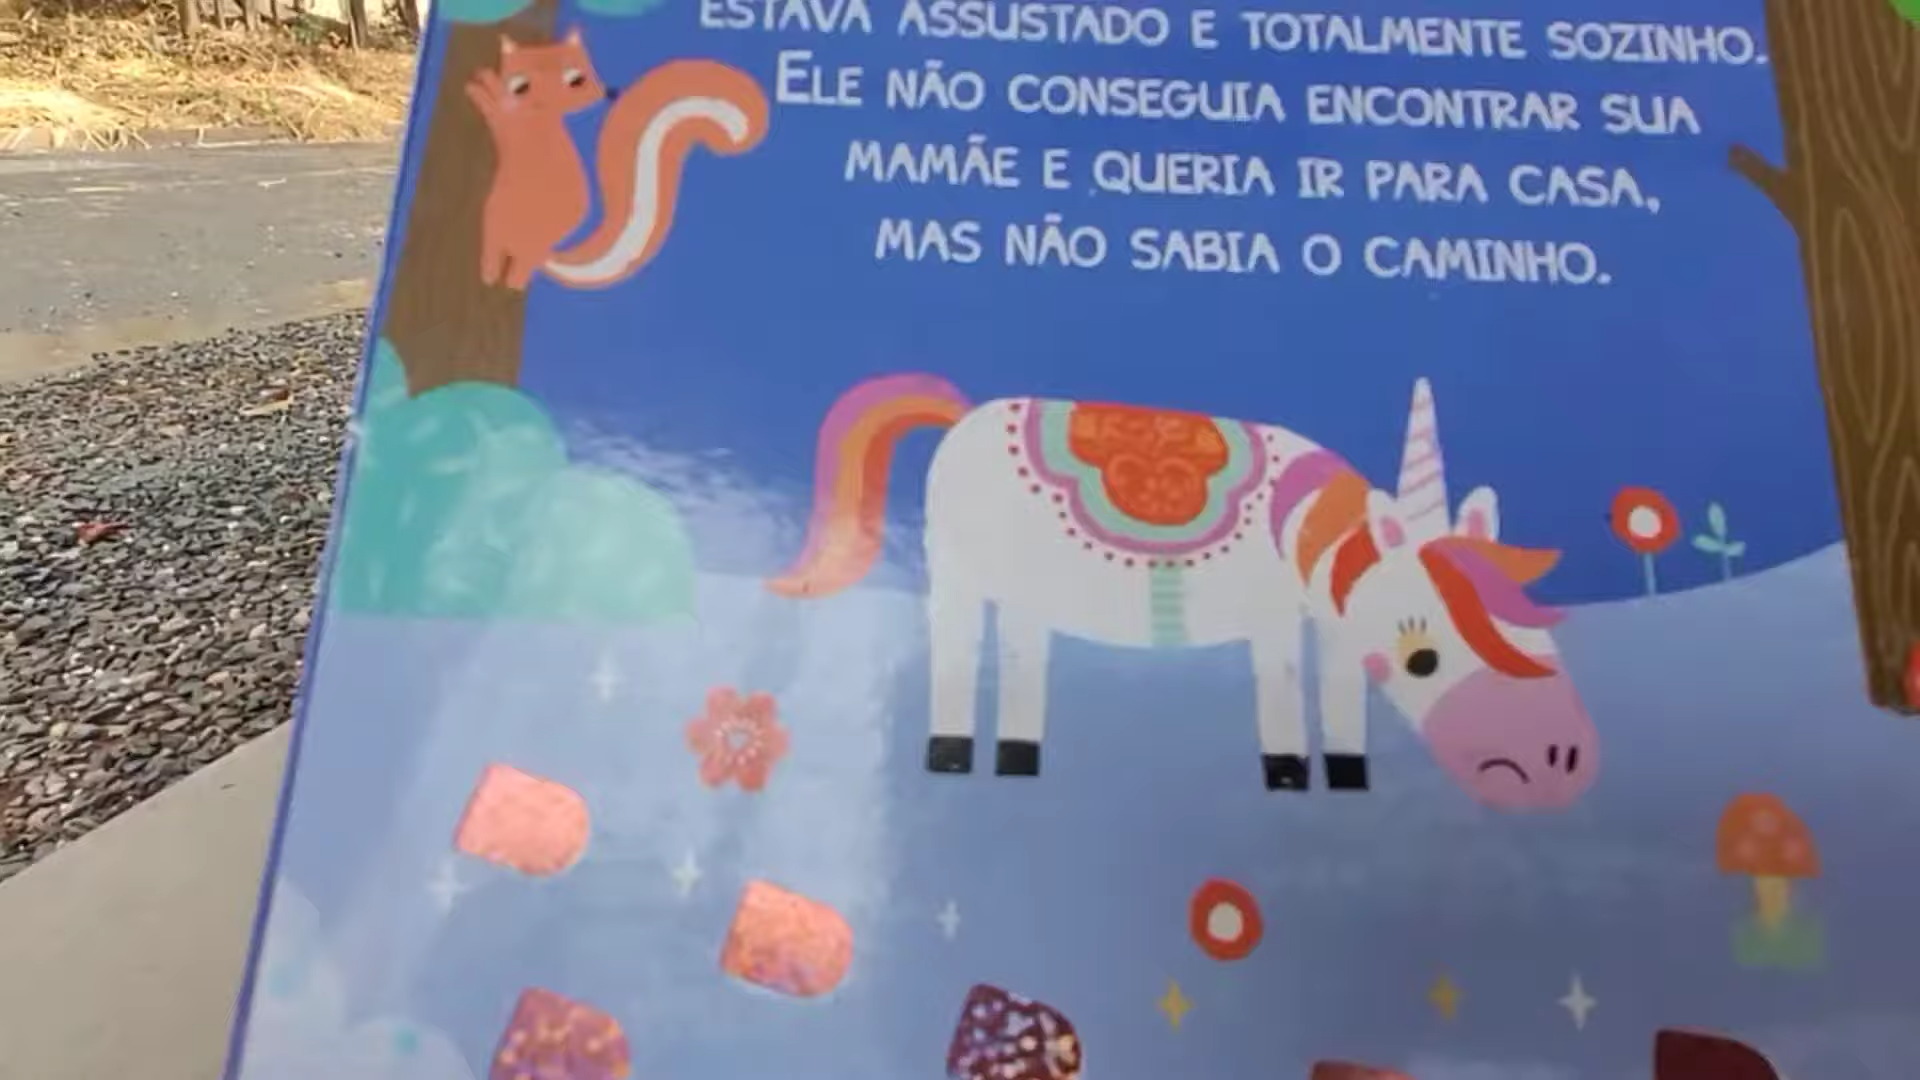 ESTAVA ASSUSTADO E TOTALMENTE SOZINHO.
ELE NÃO CONSEGUIA ENCONTRAR SUA
MAMÃE E QUERIA IR PARA CASA,
MAS NÃO SABIA O CAMINHO.